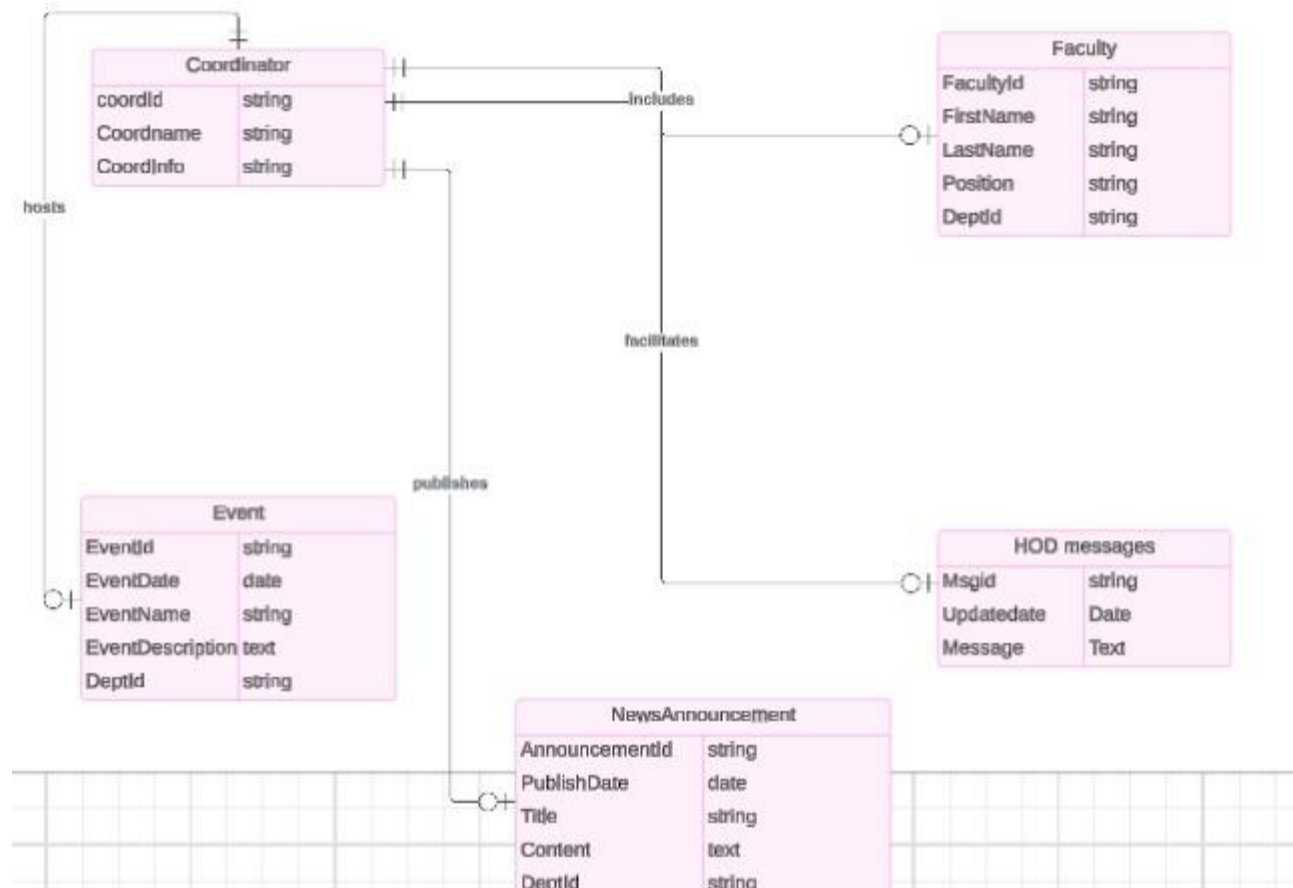 Coordinator
coordId string
Coordname string
CoordInfo string
Faculty
FacultyId string
FirstName string
LastName string
Position string
DeptId string
includes
hosts
facilitates
publishes
Event
EventId string
EventDate date
EventName string
EventDescription text
DeptId string
HOD messages
Msgid string
Updatedate Date
Message Text
NewsAnnouncement
AnnouncementId string
PublishDate date
Title string
Content text
DeptId string